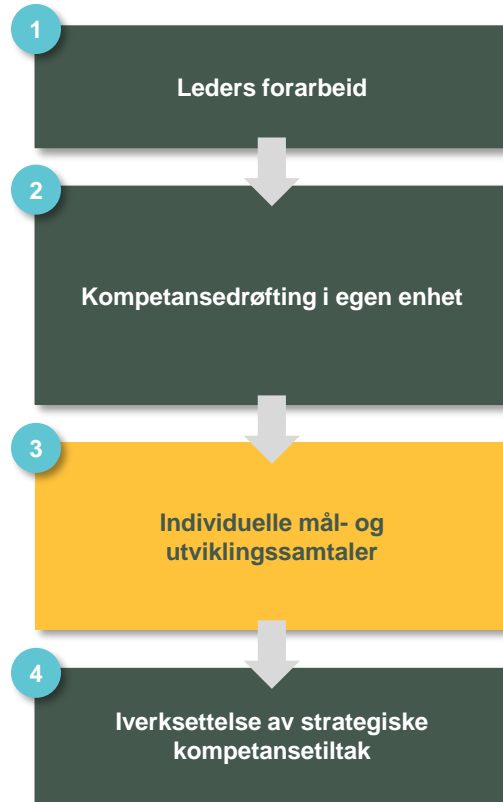 1
Leders forarbeid
2
Kompetansedrøfting i egen enhet
3
Individuelle mål- og
utviklingssamtaler
4
Iverksettelse av strategiske
kompetansetiltak